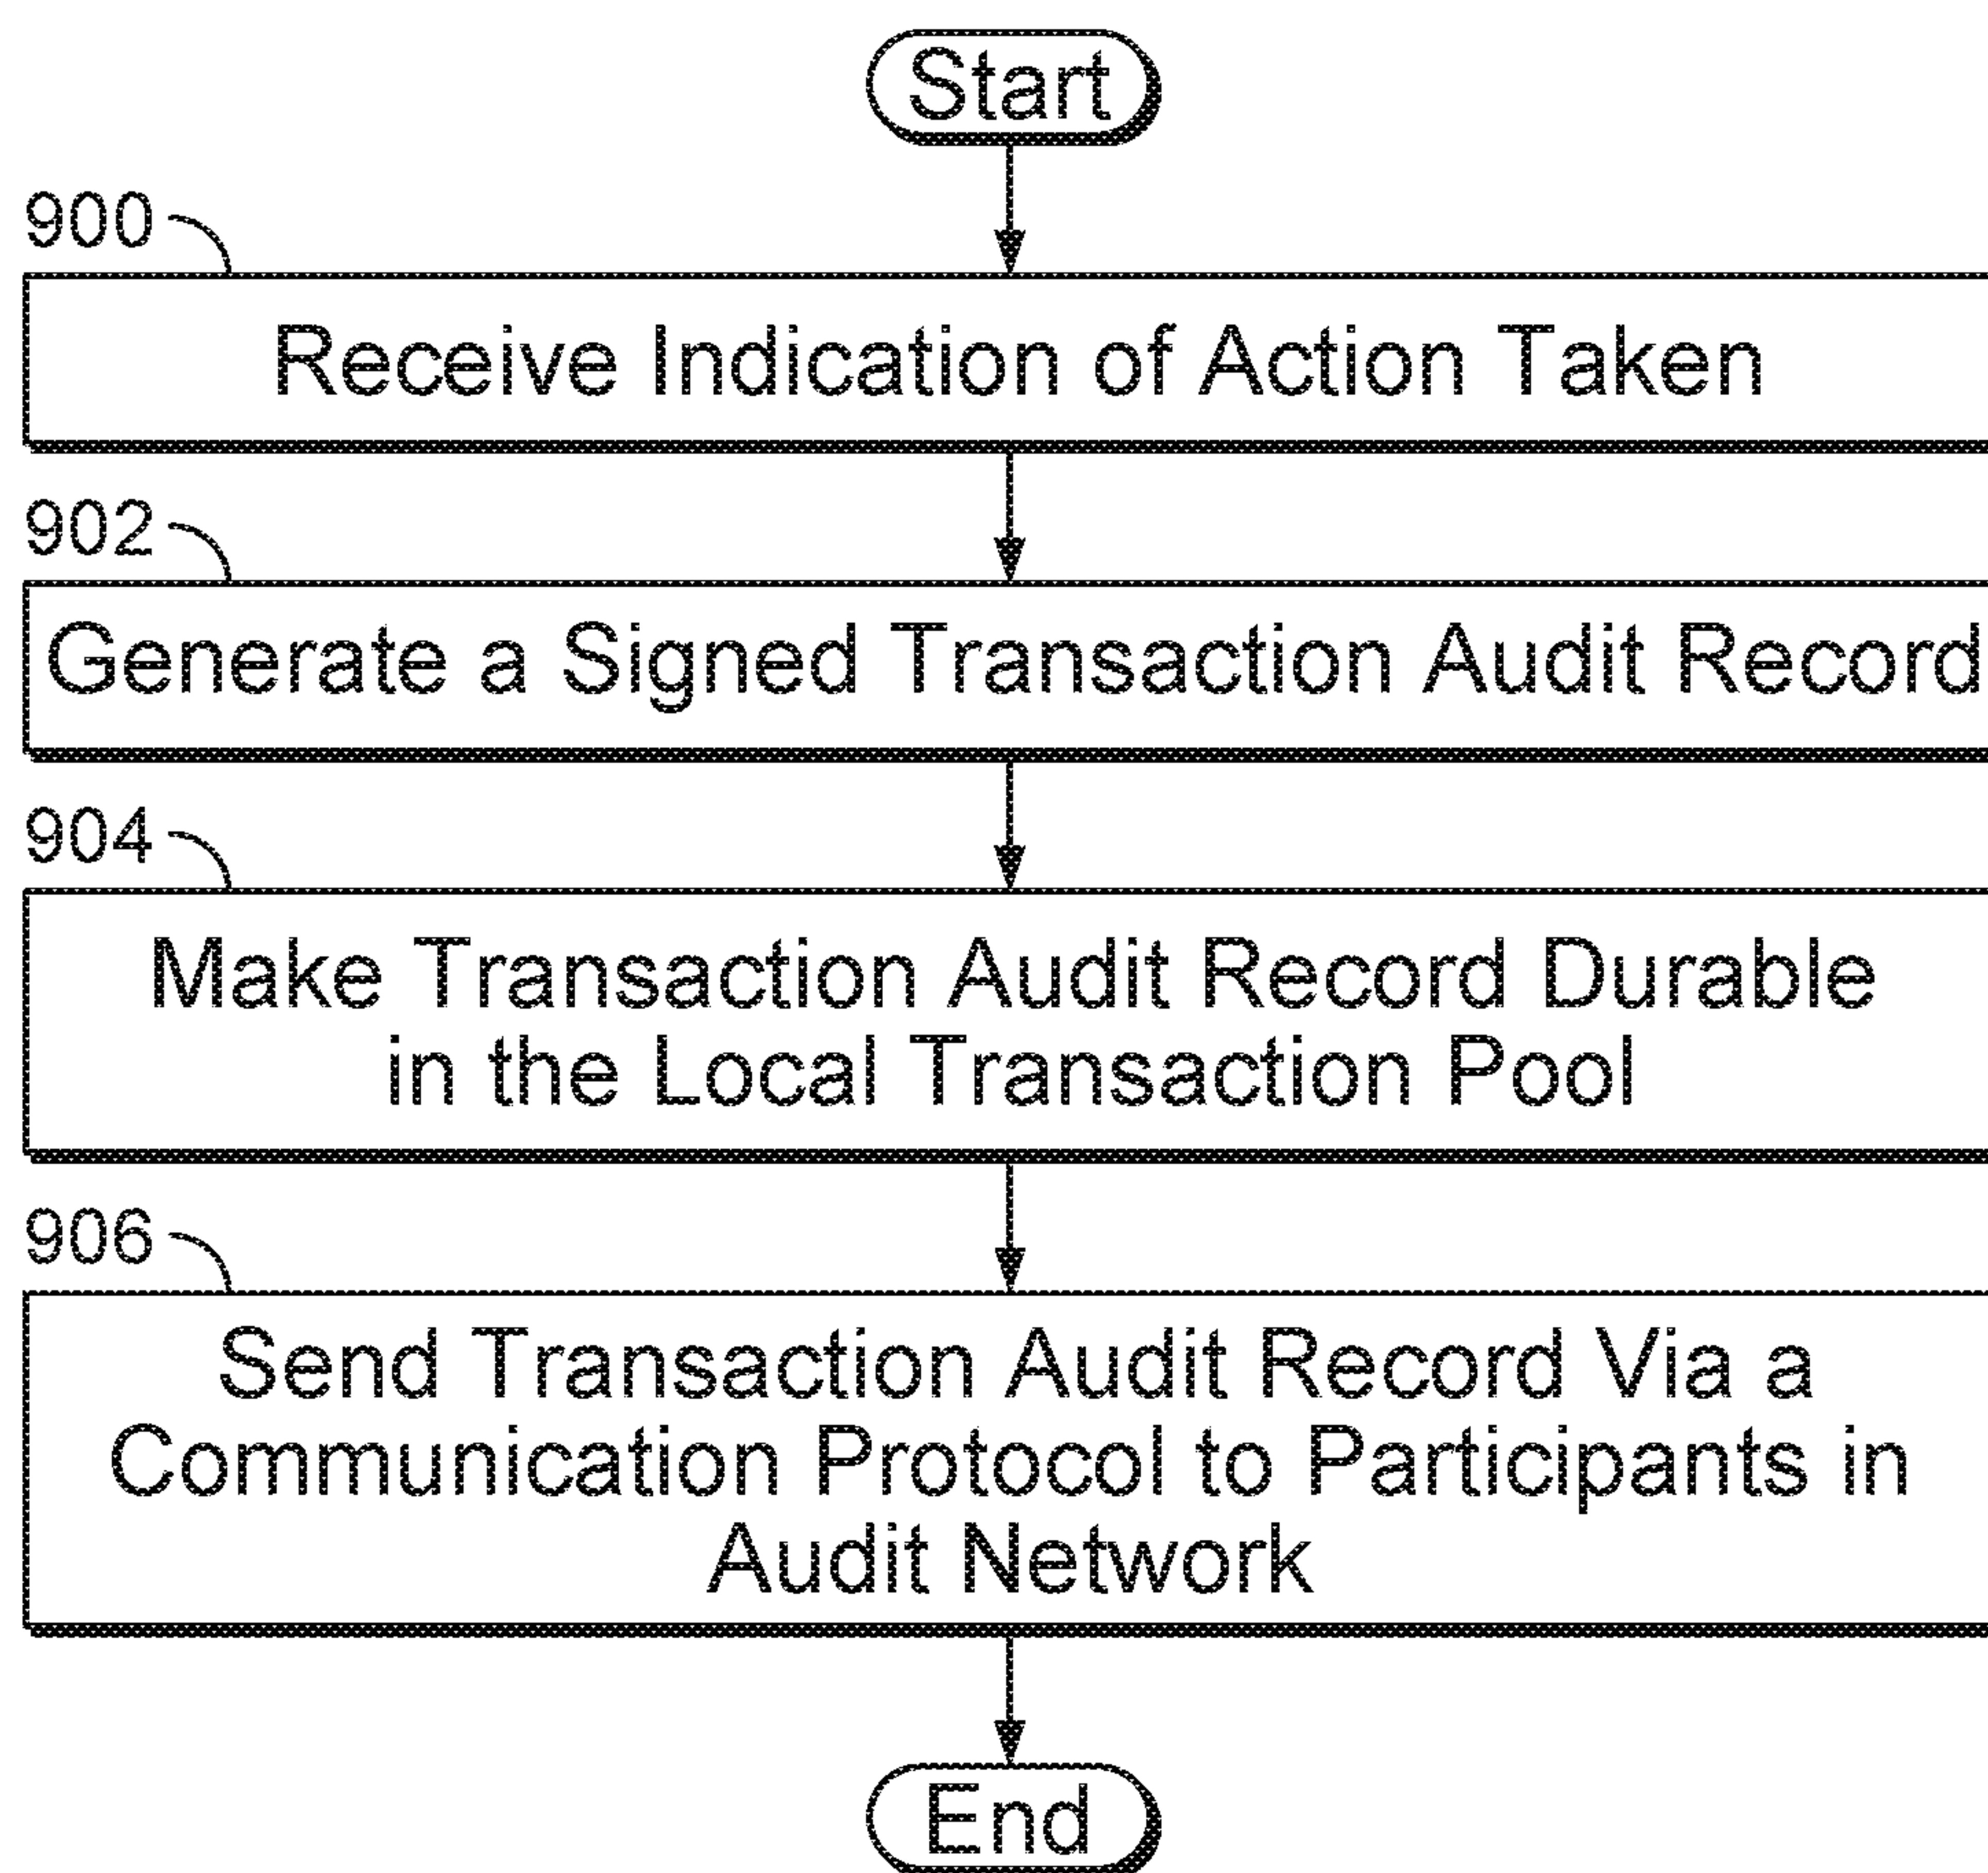 Start
900
Receive Indication of Action Taken
902
Generate a Signed Transaction Audit Record
904
Make Transaction Audit Record Durable
in the Local Transaction Pool
906
Send Transaction Audit Record Via a
Communication Protocol to Participants in
Audit Network
End